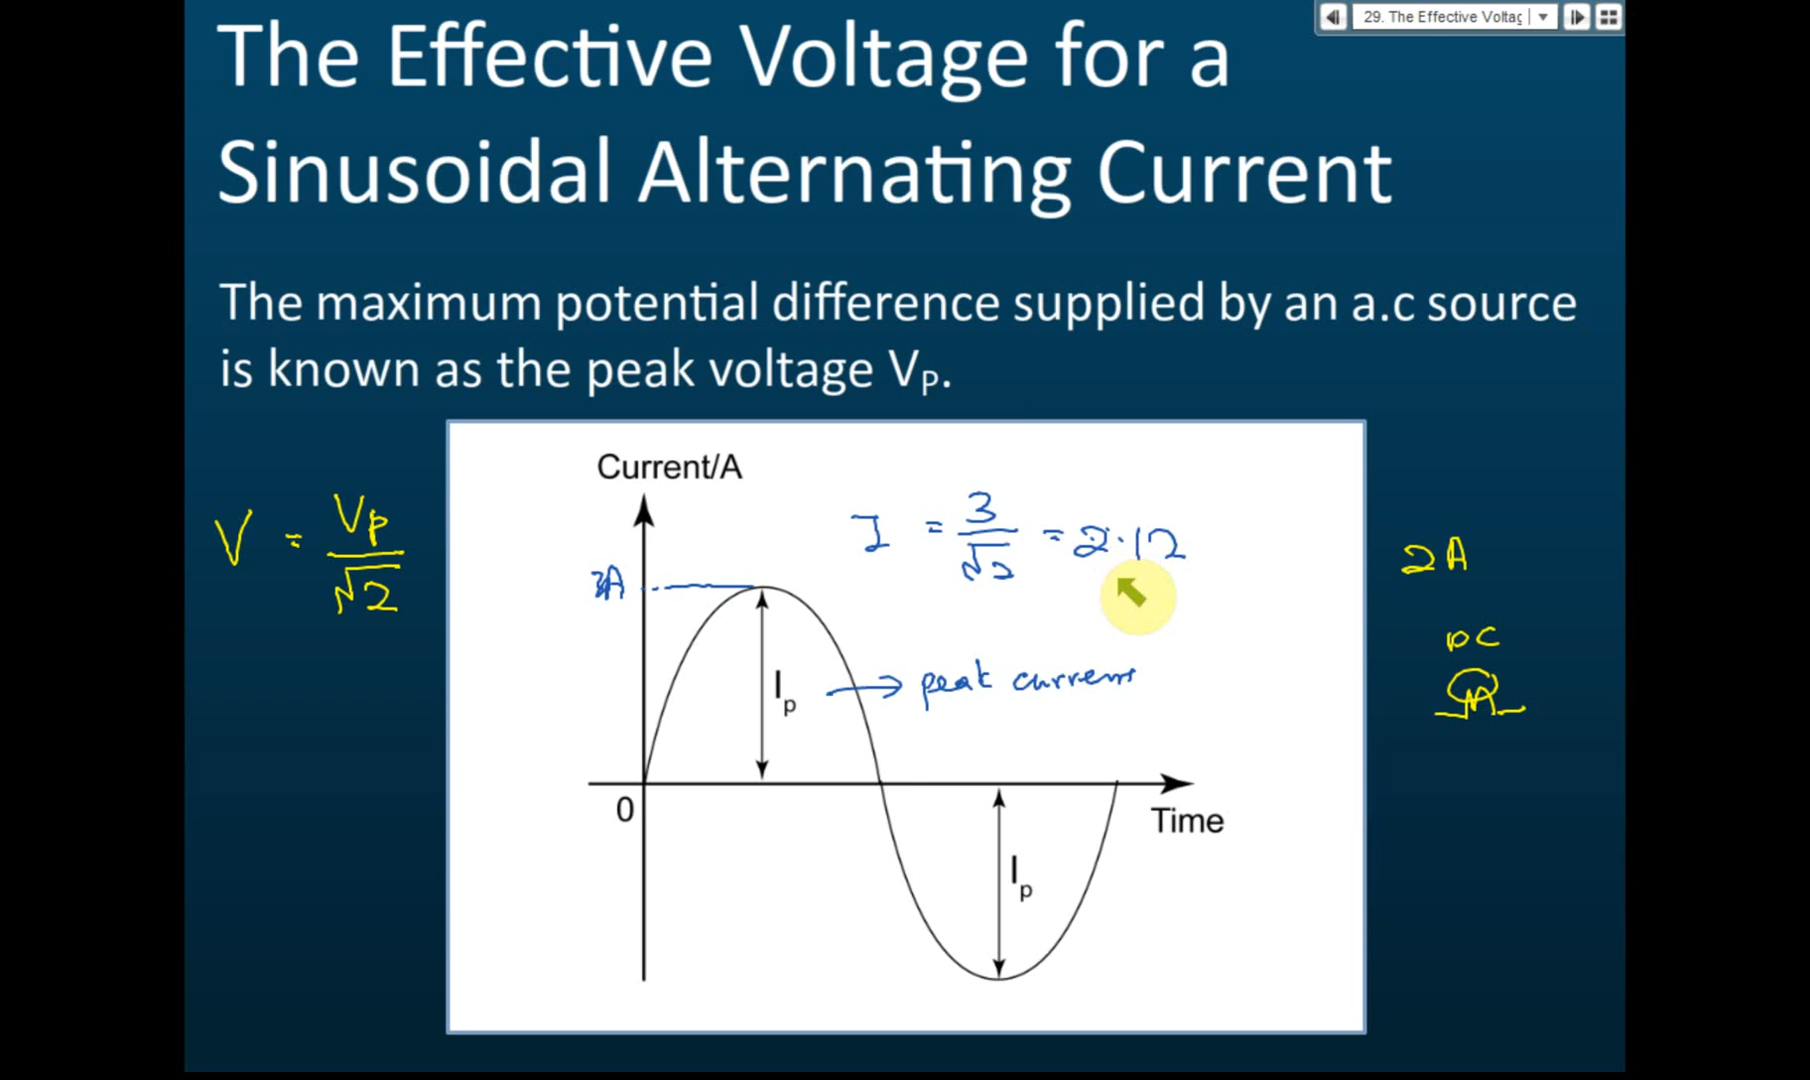 29. The Effective Voltag
The Effective Voltage for a
Sinusoidal Alternating Current
The maximum potential difference supplied by an a.c source
is known as the peak voltage VP.
V = Vp/√2
Current/A
I = 3/√2 = 2.12
3A
2A
DC
Ip → peak current
0
Time
Ip